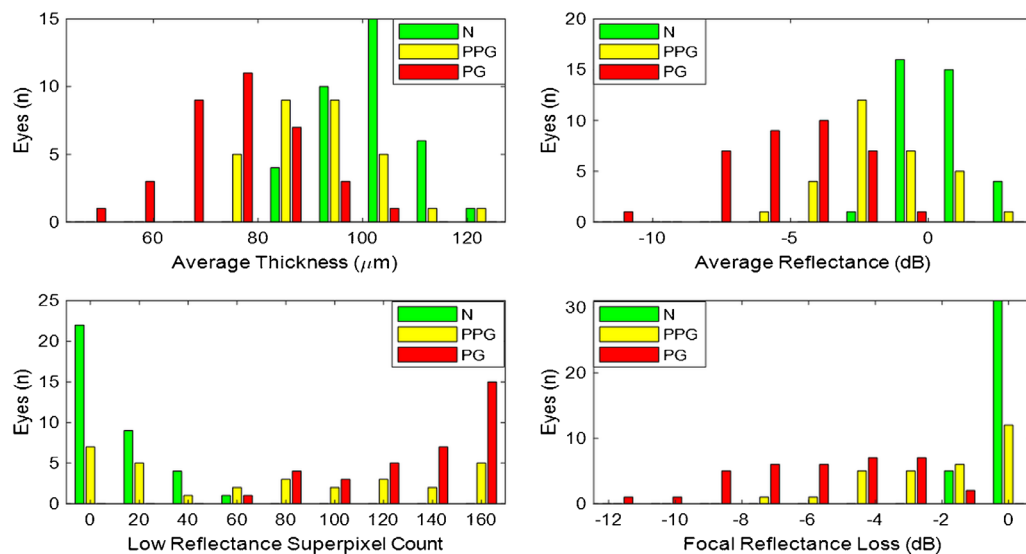 15
10
5
0
Eyes (n)
N
PPG
PG
60 80 100 120
Average Thickness (μm)
20
15
10
5
0
Eyes (n)
N
PPG
PG
-10 -5 0
Average Reflectance (dB)
25
20
15
10
5
0
Eyes (n)
N
PPG
PG
0 20 40 60 80 100 120 140 160
Low Reflectance Superpixel Count
30
20
10
0
Eyes (n)
N
PPG
PG
-12 -10 -8 -6 -4 -2 0
Focal Reflectance Loss (dB)